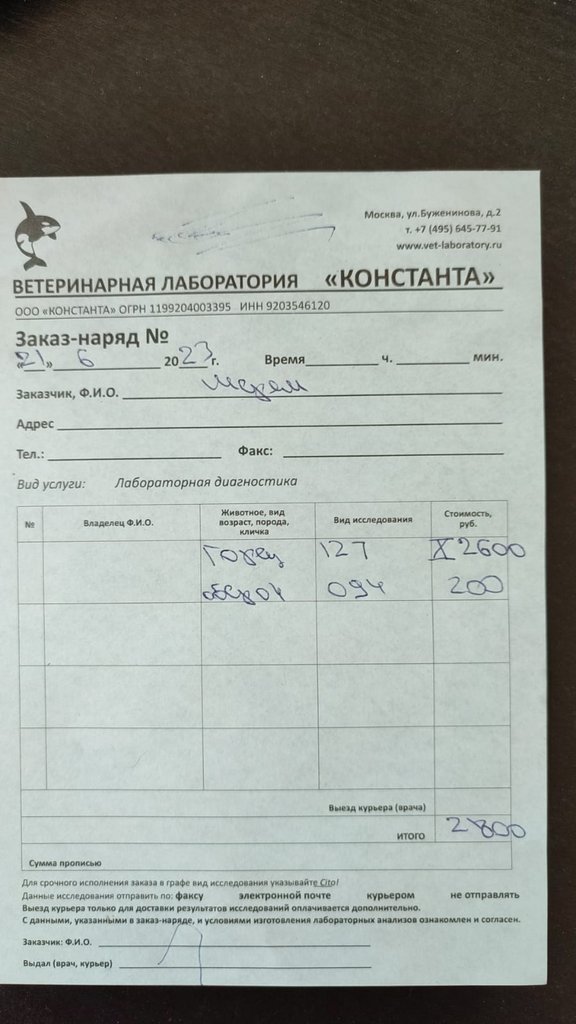 Москва, ул.Буженинова, д.2
т. +7 (495) 645-77-91
www.vet-laboratory.ru
ВЕТЕРИНАРНАЯ ЛАБОРАТОРИЯ «КОНСТАНТА»
ООО «КОНСТАНТА» ОГРН 1199204003395 ИНН 9203546120
Заказ-наряд №
«21» 6 2023 г. Время ч. мин.
Заказчик, Ф.И.О.
Адрес
Тел.: Факс:
Вид услуги: Лабораторная диагностика
№ Владелец Ф.И.О. Животное, вид возраст, порода, кличка Вид исследования Стоимость, руб.
127 2600
094 200
Выезд курьера (врача)
ИТОГО 2800
Сумма прописью
Для срочного исполнения заказа в графе вид исследования указывайте Cito!
Данные исследования отправить по: факсу электронной почте курьером не отправлять
Выезд курьера только для доставки результатов исследований оплачивается дополнительно.
С данными, указанными в заказ-наряде, и условиями изготовления лабораторных анализов ознакомлен и согласен.
Заказчик: Ф.И.О.
Выдал (врач, курьер)